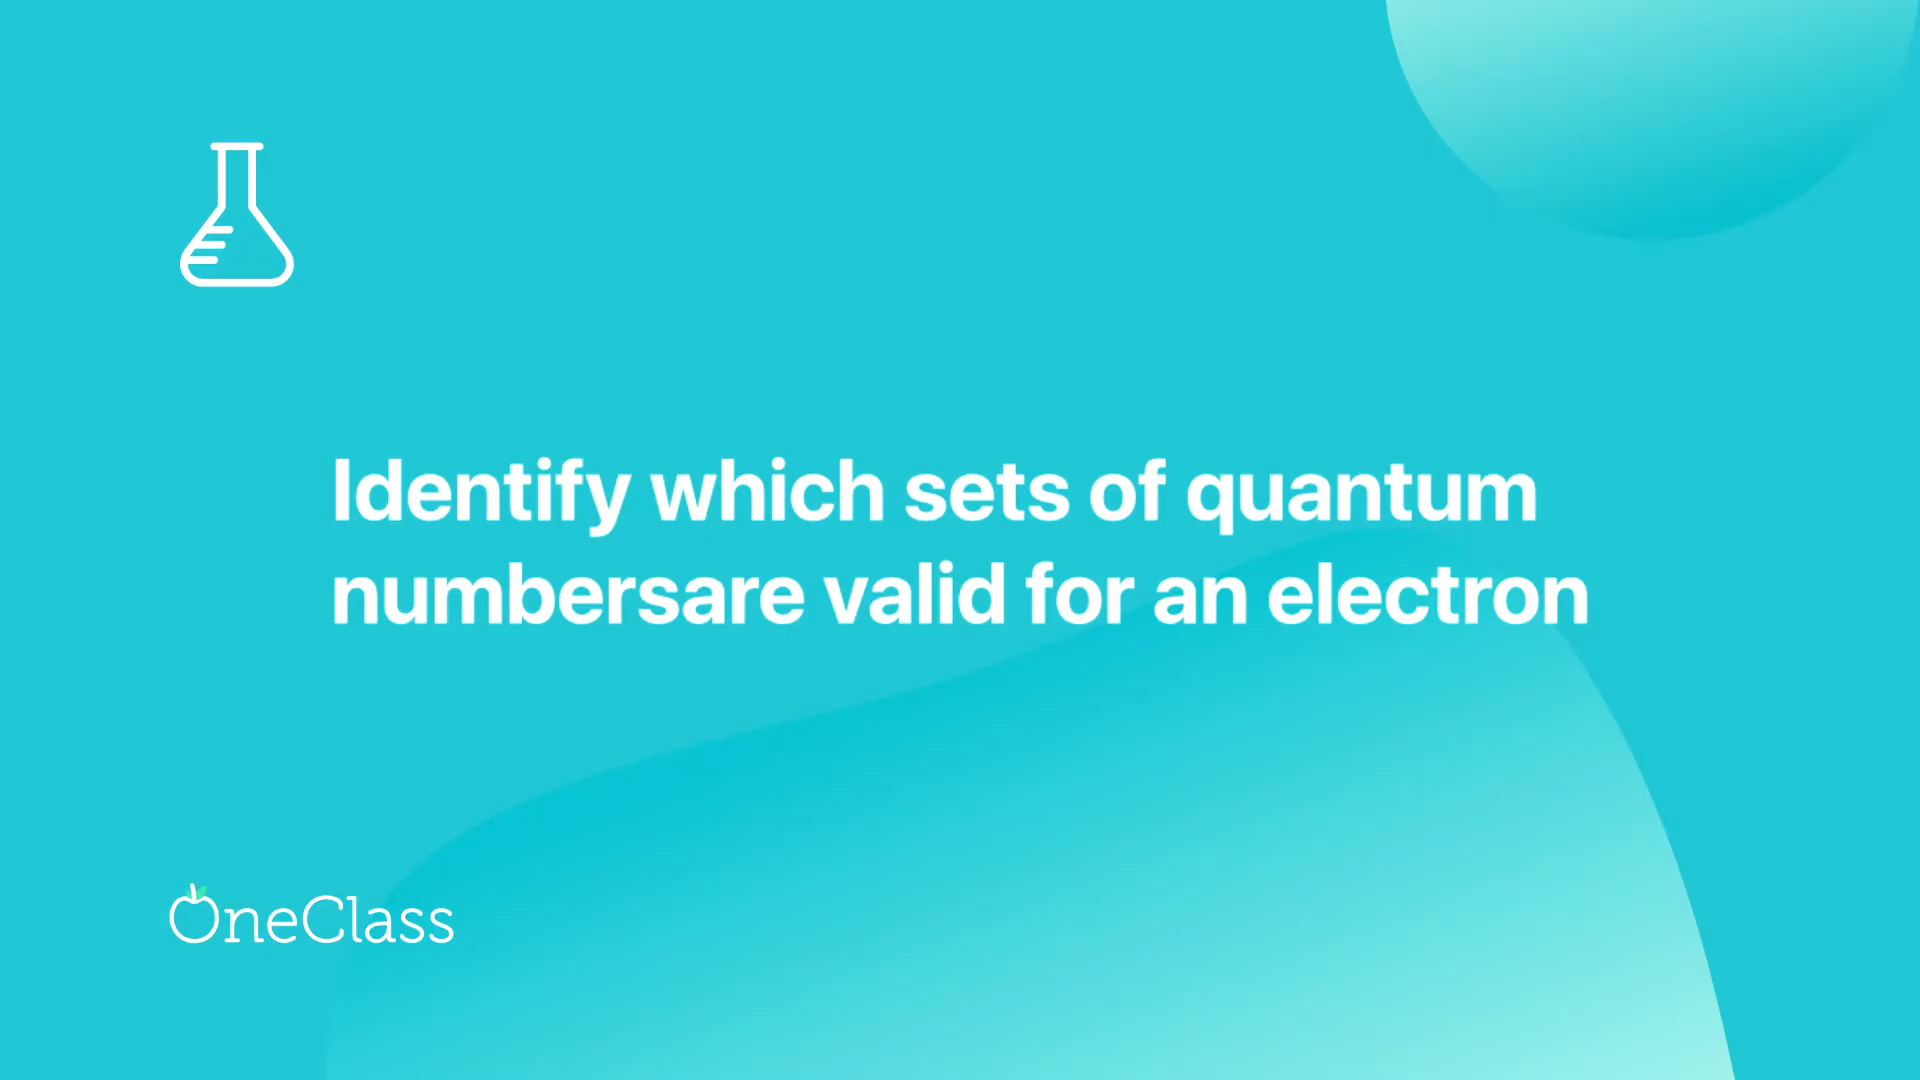 Identify which sets of quantum
numbersare valid for an electron
OneClass